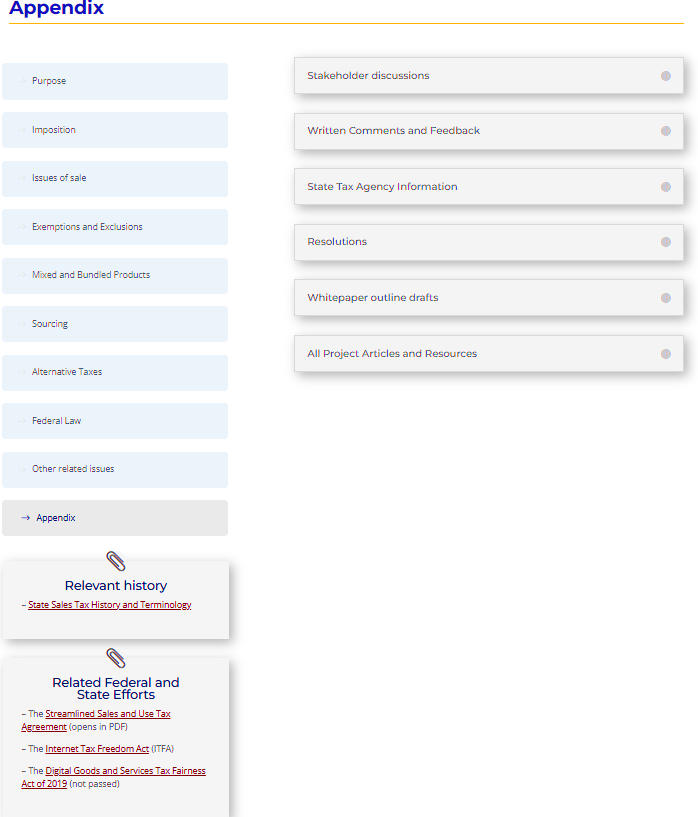 Appendix
Purpose
Imposition
Issues of sale
Exemptions and Exclusions
Mixed and Bundled Products
Sourcing
Alternative Taxes
Federal Law
Other related issues
→ Appendix
Relevant history
– State Sales Tax History and Terminology
Related Federal and
State Efforts
– The Streamlined Sales and Use Tax
Agreement (opens in PDF)
– The Internet Tax Freedom Act (ITFA)
– The Digital Goods and Services Tax Fairness
Act of 2019 (not passed)
Stakeholder discussions
Written Comments and Feedback
State Tax Agency Information
Resolutions
Whitepaper outline drafts
All Project Articles and Resources